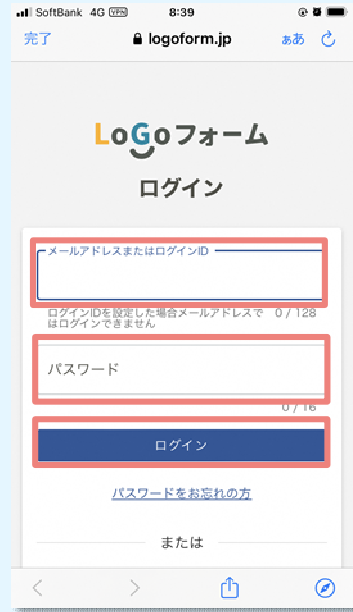 SoftBank 4G VPN 8:39
完了 logoform.jp ああ
LoGoフォーム
ログイン
メールアドレスまたはログインID
ログインIDを設定した場合メールアドレスで 0 / 128
はログインできません
パスワード
0 / 16
ログイン
パスワードをお忘れの方
または